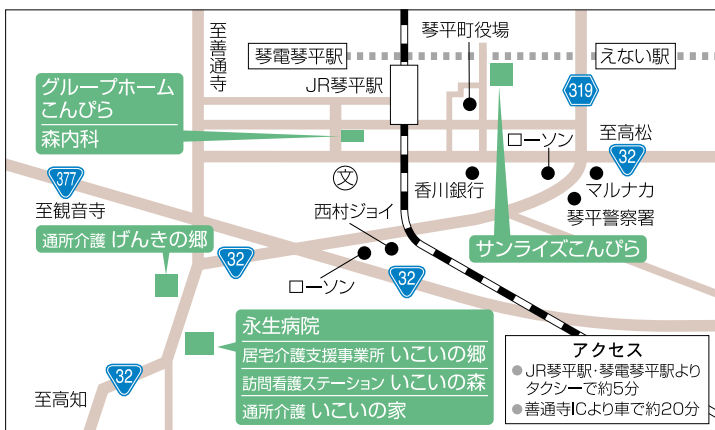 至善通寺
琴平町役場
琴電琴平駅
えない駅
JR琴平駅
319
グループホーム
こんぴら
森内科
ローソン
至高松
32
377
文
香川銀行
マルナカ
琴平警察署
至観音寺
西村ジョイ
通所介護 げんきの郷
サンライズこんぴら
32
ローソン
32
永生病院
居宅介護支援事業所 いこいの郷
訪問看護ステーション いこいの森
通所介護 いこいの家
32
至高知
アクセス
●JR琴平駅・琴電琴平駅より
タクシーで約5分
●善通寺ICより車で約20分